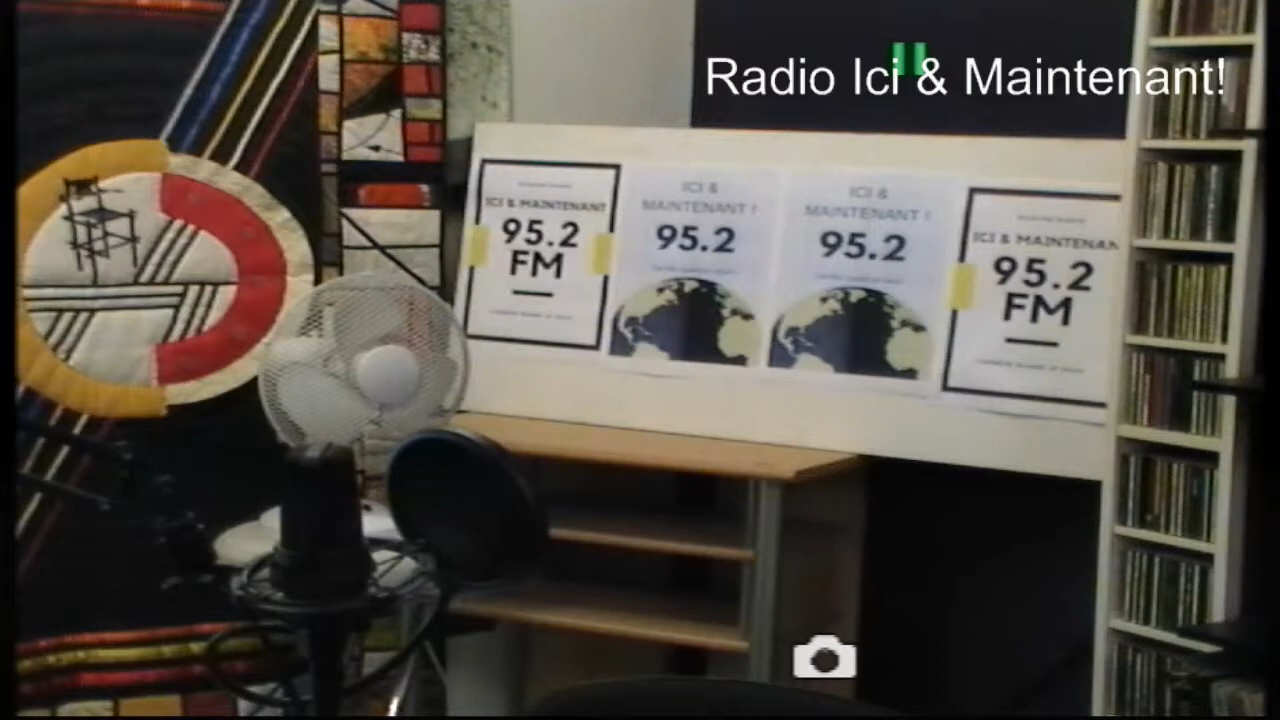 Radio Ici & Maintenant!
ICI & MAINTENANT
95.2
FM
ICI &
MAINTENANT !
95.2
ICI &
MAINTENANT !
95.2
ICI & MAINTENAN
95.2
FM